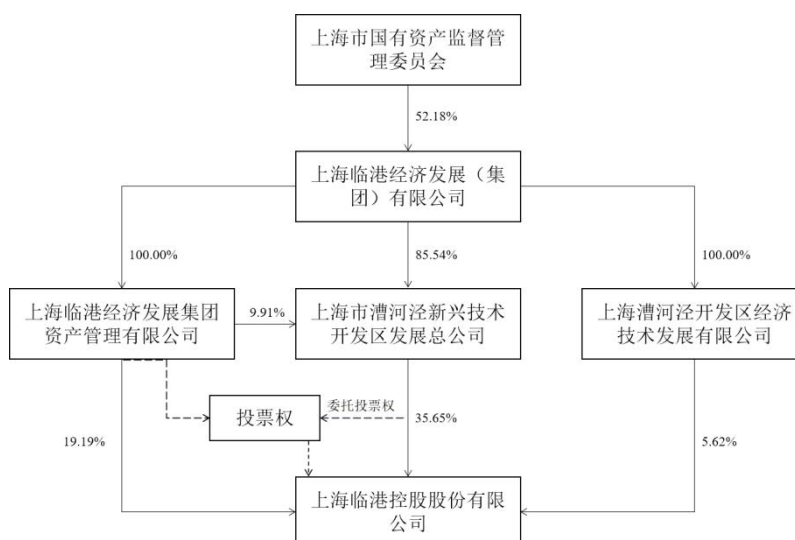 上海市国有资产监督管
理委员会
52.18%
上海临港经济发展（集
团）有限公司
100.00%
85.54%
100.00%
上海临港经济发展集团
资产管理有限公司
9.91%
上海市漕河泾新兴技术
开发区发展总公司
上海漕河泾开发区经济
技术发展有限公司
投票权
委托投票权
19.19%
35.65%
5.62%
上海临港控股股份有限
公司